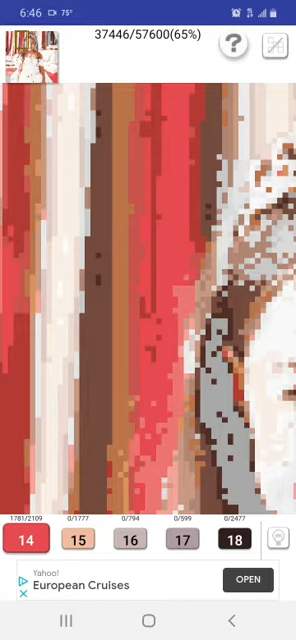 6:46 75°
37446/57600(65%)
?
1781/2109 0/1777 0/794 0/599 0/2477
14 15 16 17 18
Yahoo!
European Cruises
OPEN